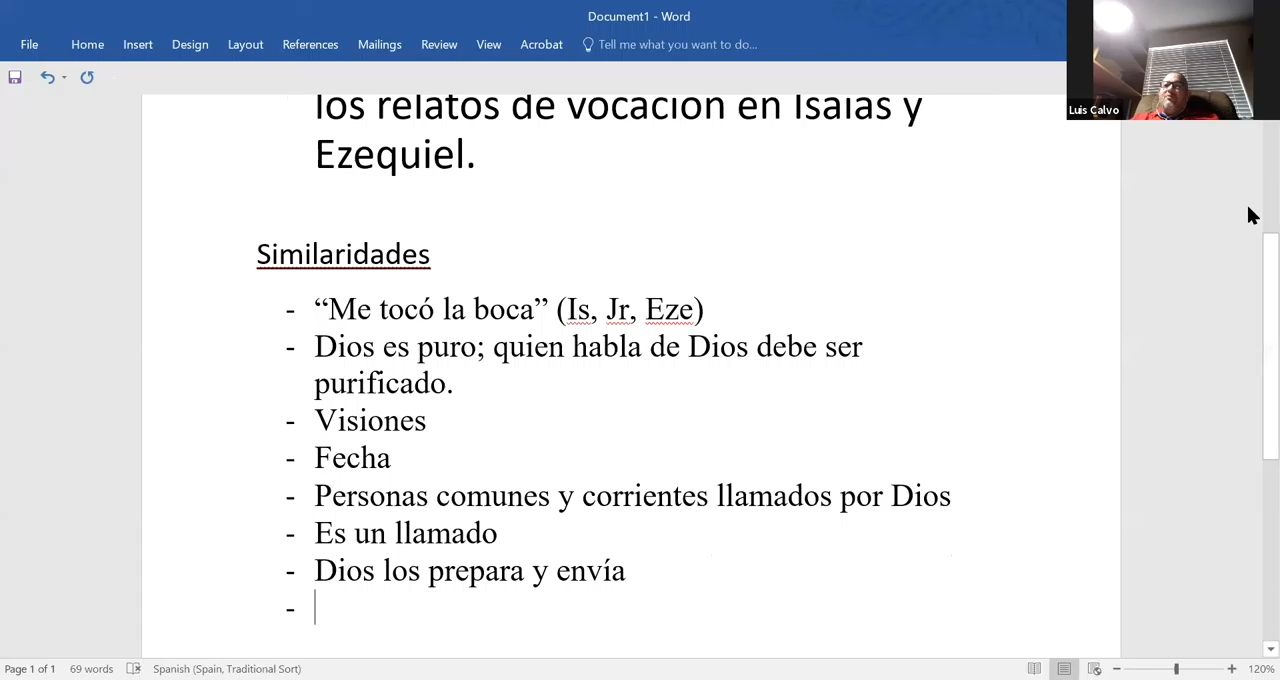 Document1 - Word
File Home Insert Design Layout References Mailings Review View Acrobat Tell me what you want to do...
Luis Calvo
los relatos de vocación en Isaías y
Ezequiel.
Similaridades
- “Me tocó la boca” (Is, Jr, Eze)
- Dios es puro; quien habla de Dios debe ser
purificado.
- Visiones
- Fecha
- Personas comunes y corrientes llamados por Dios
- Es un llamado
- Dios los prepara y envía
-
Page 1 of 1 69 words Spanish (Spain, Traditional Sort) 120%